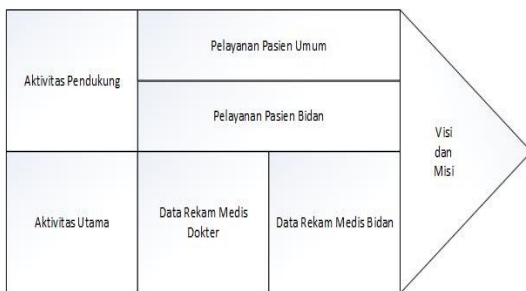 Aktivitas Pendukung
Pelayanan Pasien Umum
Pelayanan Pasien Bidan
Visi
dan
Misi
Aktivitas Utama
Data Rekam Medis
Dokter
Data Rekam Medis Bidan